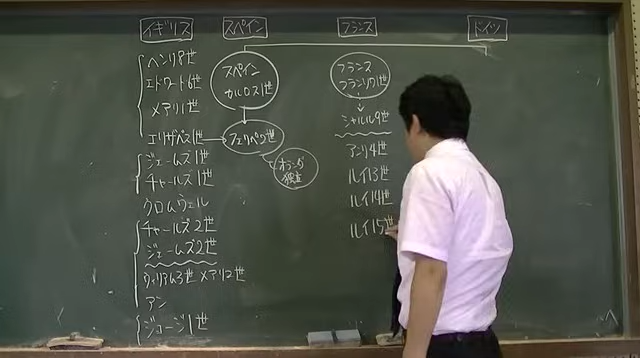 イギリス
ヘンリ8世
エドワード6世
メアリ1世
エリザベス1世
ジェームズ1世
チャールズ1世
クロムウェル
チャールズ2世
ジェームズ2世
ウィリアム3世 メアリ2世
アン
ジョージ1世
スペイン
スペイン
カルロス1世
フェリペ2世
オランダ
独立
フランス
フランス
フランソワ1世
シャルル9世
アンリ4世
ルイ13世
ルイ14世
ルイ15世
ドイツ